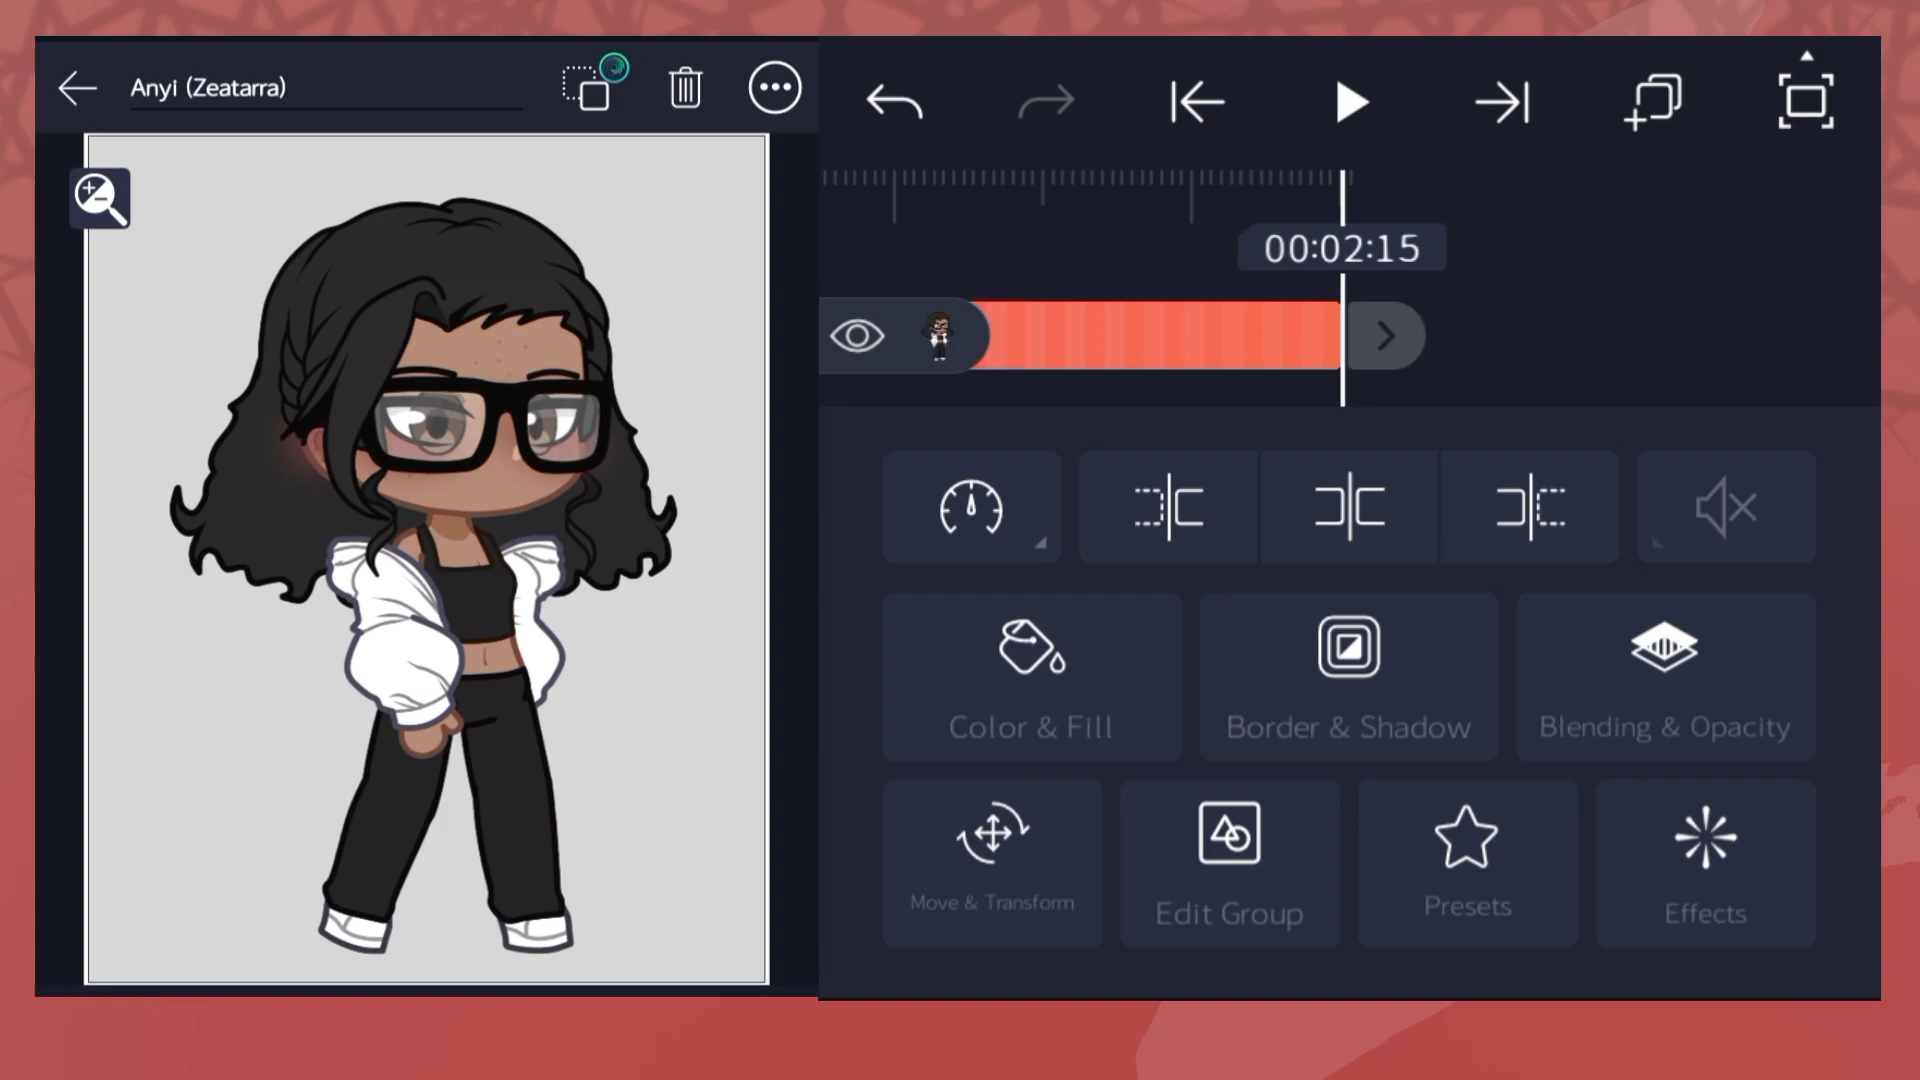 Anyi (Zeatarra)
00:02:15
Color & Fill
Border & Shadow
Blending & Opacity
Move & Transform
Edit Group
Presets
Effects